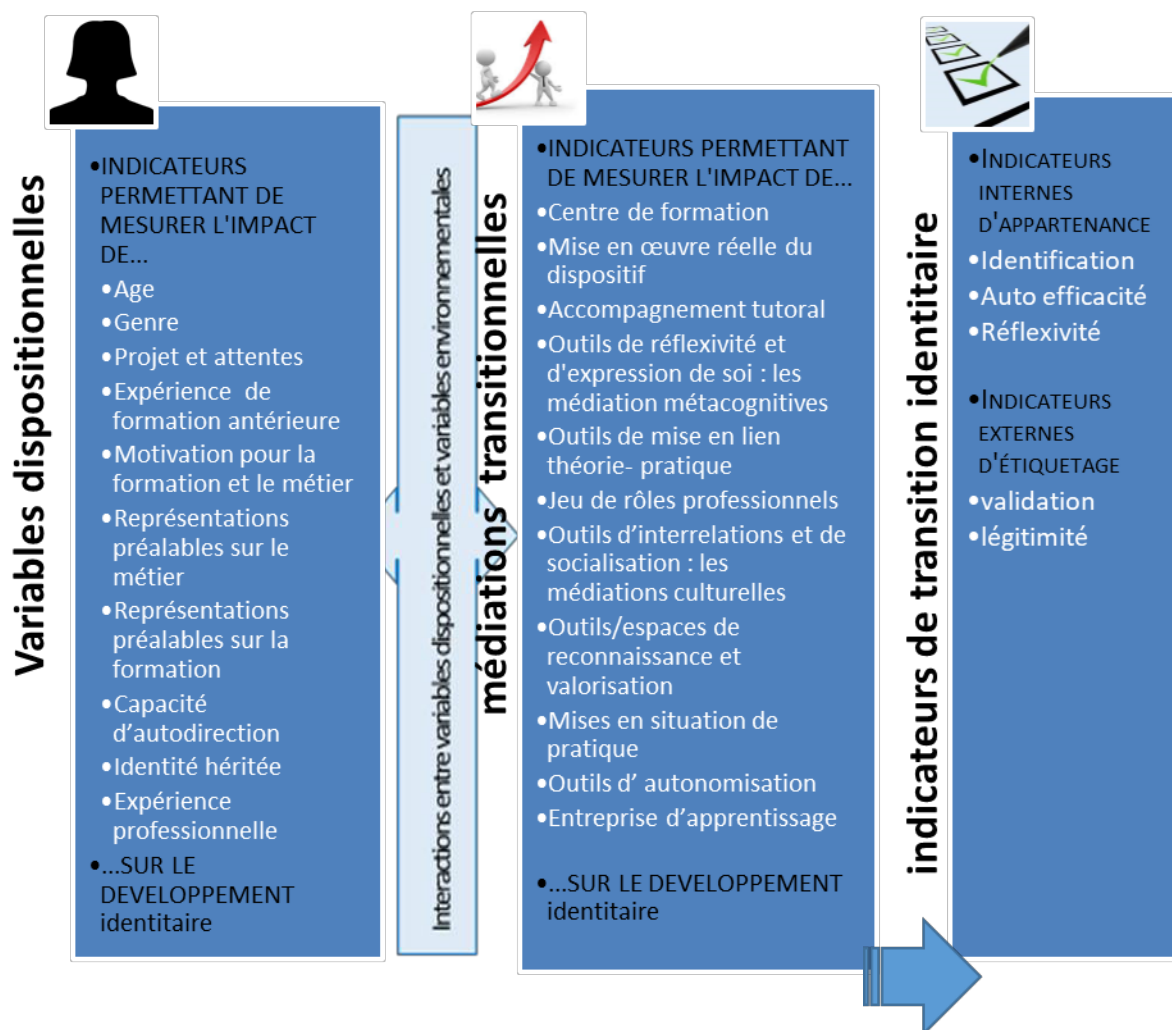 Variables dispositionnelles
•INDICATEURS
PERMETTANT DE
MESURER L'IMPACT
DE...
•Age
•Genre
•Projet et attentes
•Expérience de
formation antérieure
•Motivation pour la
formation et le métier
•Représentations
préalables sur le
métier
•Représentations
préalables sur la
formation
•Capacité
d'autodirection
•Identité héritée
•Expérience
professionnelle
•...SUR LE
DEVELOPPEMENT
identitaire
Interactions entre variables dispositionnelles et variables environnementales
médiations transitionnelles
•INDICATEURS PERMETTANT
DE MESURER L'IMPACT DE...
•Centre de formation
•Mise en œuvre réelle du
dispositif
•Accompagnement tutoral
•Outils de réflexivité et
d'expression de soi : les
médiation métacognitives
•Outils de mise en lien
théorie- pratique
•Jeu de rôles professionnels
•Outils d’interrelations et de
socialisation : les
médiations culturelles
•Outils/espaces de
reconnaissance et
valorisation
•Mises en situation de
pratique
•Outils d’ autonomisation
•Entreprise d’apprentissage
•...SUR LE DEVELOPPEMENT
identitaire
indicateurs de transition identitaire
•INDICATEURS
INTERNES
D'APPARTENANCE
•Identification
•Auto efficacité
•Réflexivité
•INDICATEURS
EXTERNES
D'ÉTIQUETAGE
•validation
•légitimité